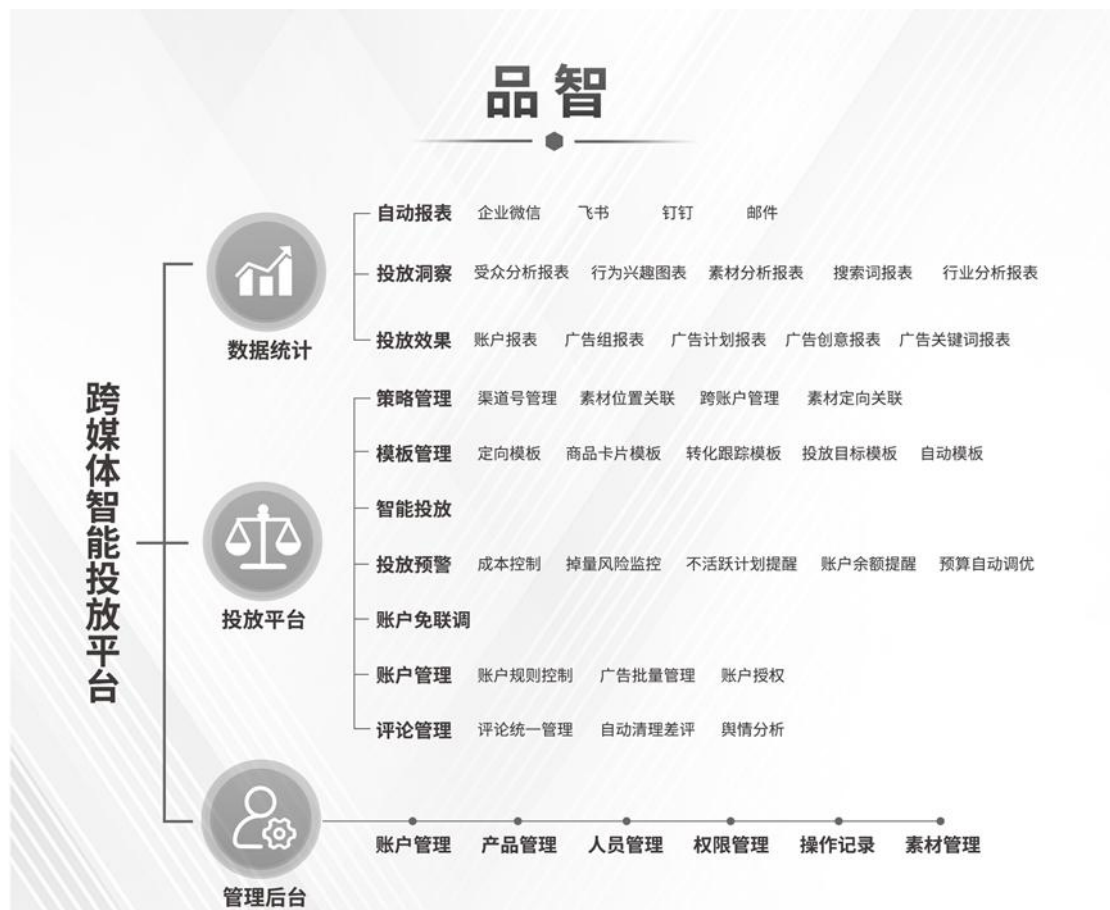 品智
跨媒体智能投放平台
数据统计
自动报表 企业微信 飞书 钉钉 邮件
投放洞察 受众分析报表 行为兴趣图表 素材分析报表 搜索词报表 行业分析报表
投放效果 账户报表 广告组报表 广告计划报表 广告创意报表 广告关键词报表
投放平台
策略管理 渠道号管理 素材位置关联 跨账户管理 素材定向关联
模板管理 定向模板 商品卡片模板 转化跟踪模板 投放目标模板 自动模板
智能投放
投放预警 成本控制 掉量风险监控 不活跃计划提醒 账户余额提醒 预算自动调优
账户免联调
账户管理 账户规则控制 广告批量管理 账户授权
评论管理 评论统一管理 自动清理差评 舆情分析
管理后台
账户管理 产品管理 人员管理 权限管理 操作记录 素材管理